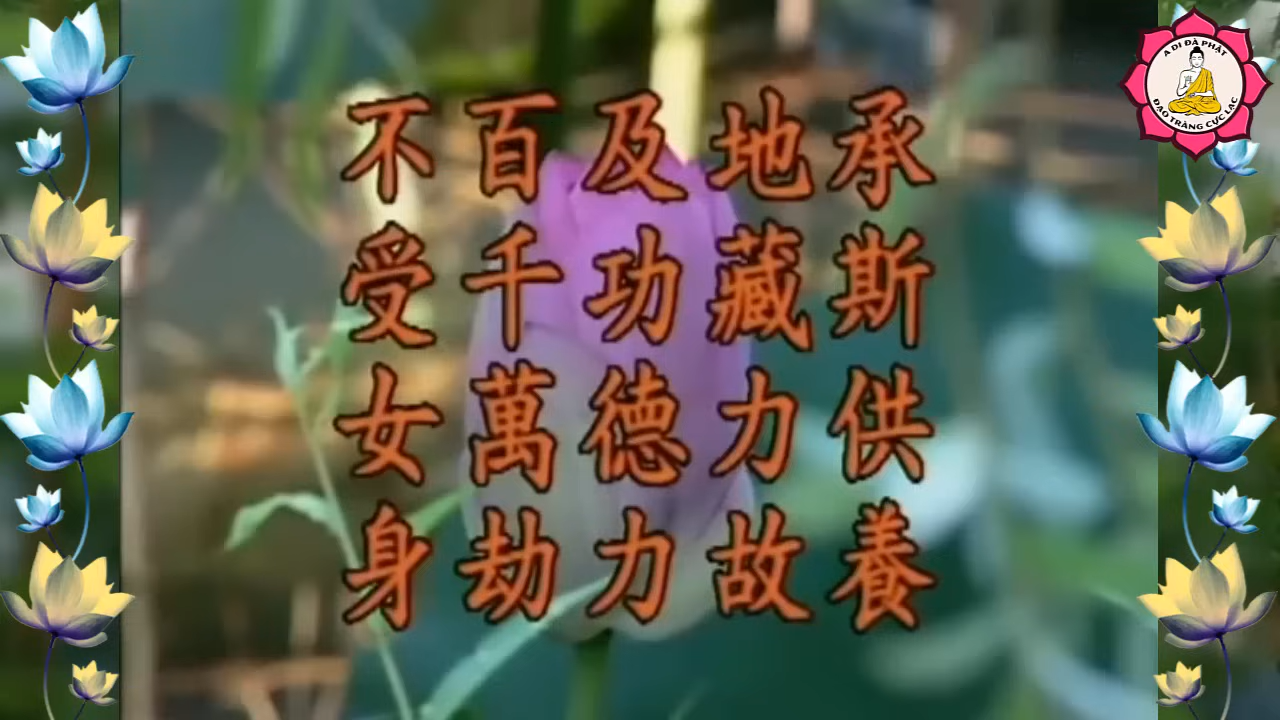 承斯供養
地藏力故
及功德力
百千萬劫
不受女身
A DI ĐÀ PHẬT
ĐẠO TRÀNG CỰC LẠC